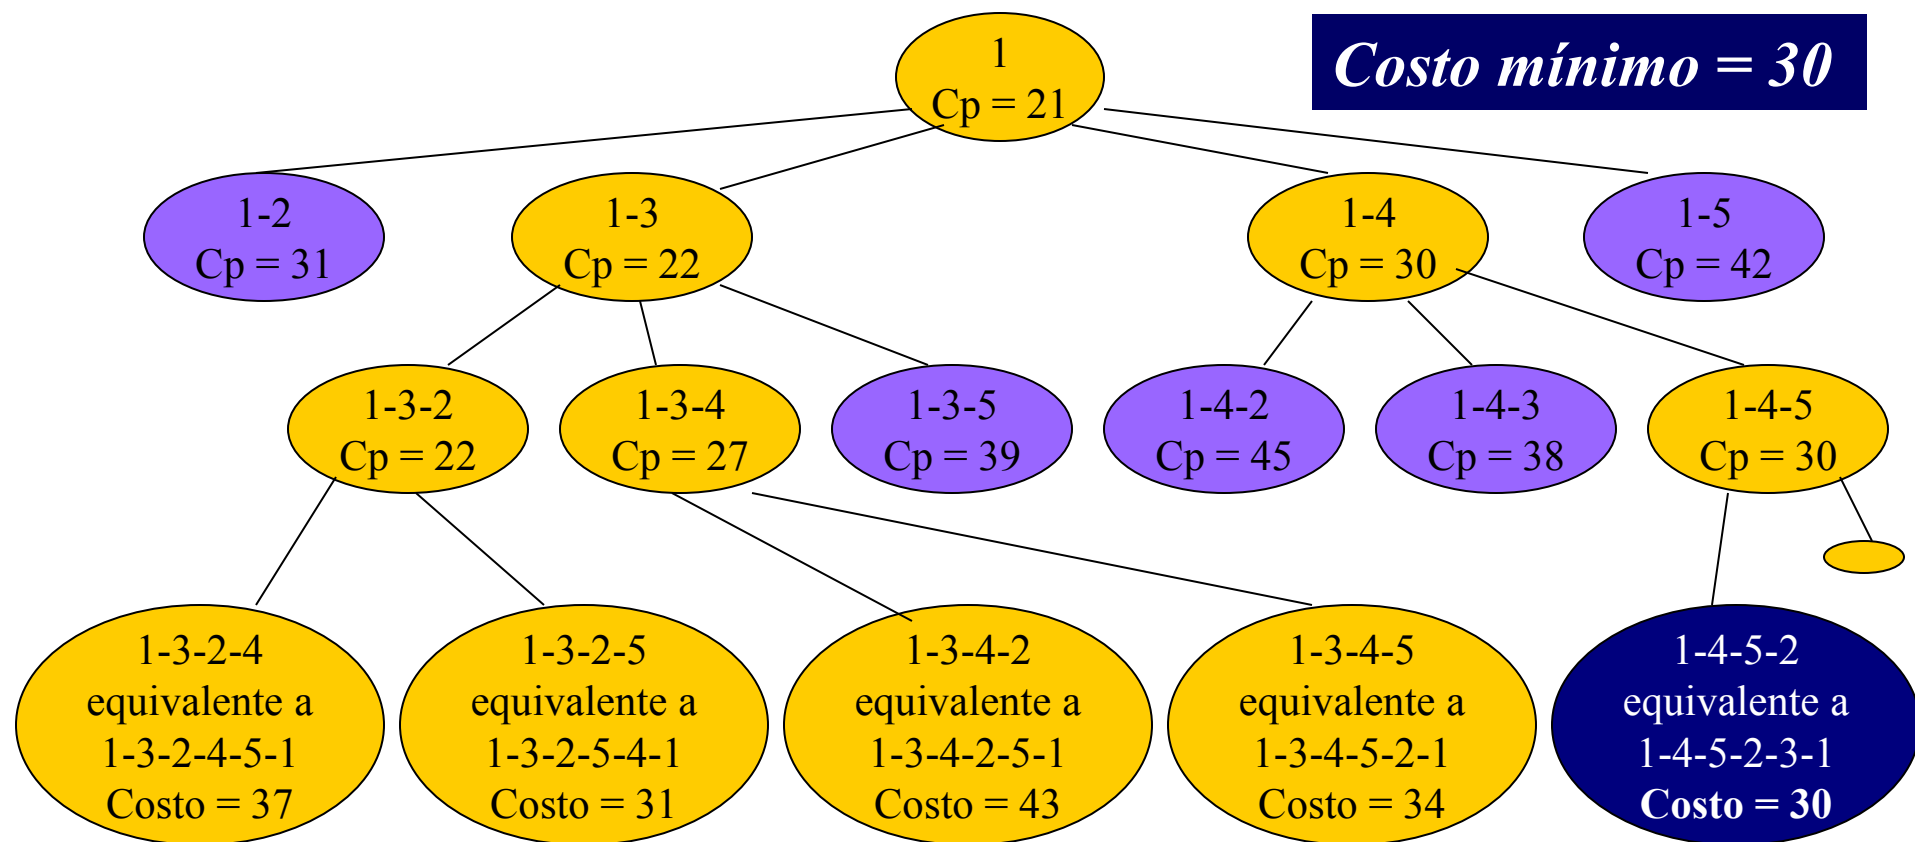 1
Cp = 21
Costo mínimo = 30
1-2
Cp = 31
1-3
Cp = 22
1-4
Cp = 30
1-5
Cp = 42
1-3-2
Cp = 22
1-3-4
Cp = 27
1-3-5
Cp = 39
1-4-2
Cp = 45
1-4-3
Cp = 38
1-4-5
Cp = 30
1-3-2-4
equivalente a
1-3-2-4-5-1
Costo = 37
1-3-2-5
equivalente a
1-3-2-5-4-1
Costo = 31
1-3-4-2
equivalente a
1-3-4-2-5-1
Costo = 43
1-3-4-5
equivalente a
1-3-4-5-2-1
Costo = 34
1-4-5-2
equivalente a
1-4-5-2-3-1
Costo = 30